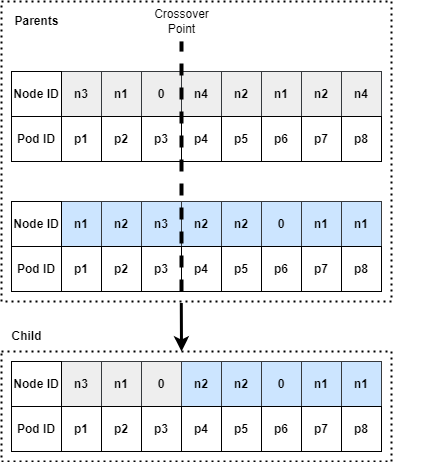 Crossover
Point
Parents
Node ID n3 n1 0 n4 n2 n1 n2 n4
Pod ID p1 p2 p3 p4 p5 p6 p7 p8
Node ID n1 n2 n3 n2 n2 0 n1 n1
Pod ID p1 p2 p3 p4 p5 p6 p7 p8
Child
Node ID n3 n1 0 n2 n2 0 n1 n1
Pod ID p1 p2 p3 p4 p5 p6 p7 p8